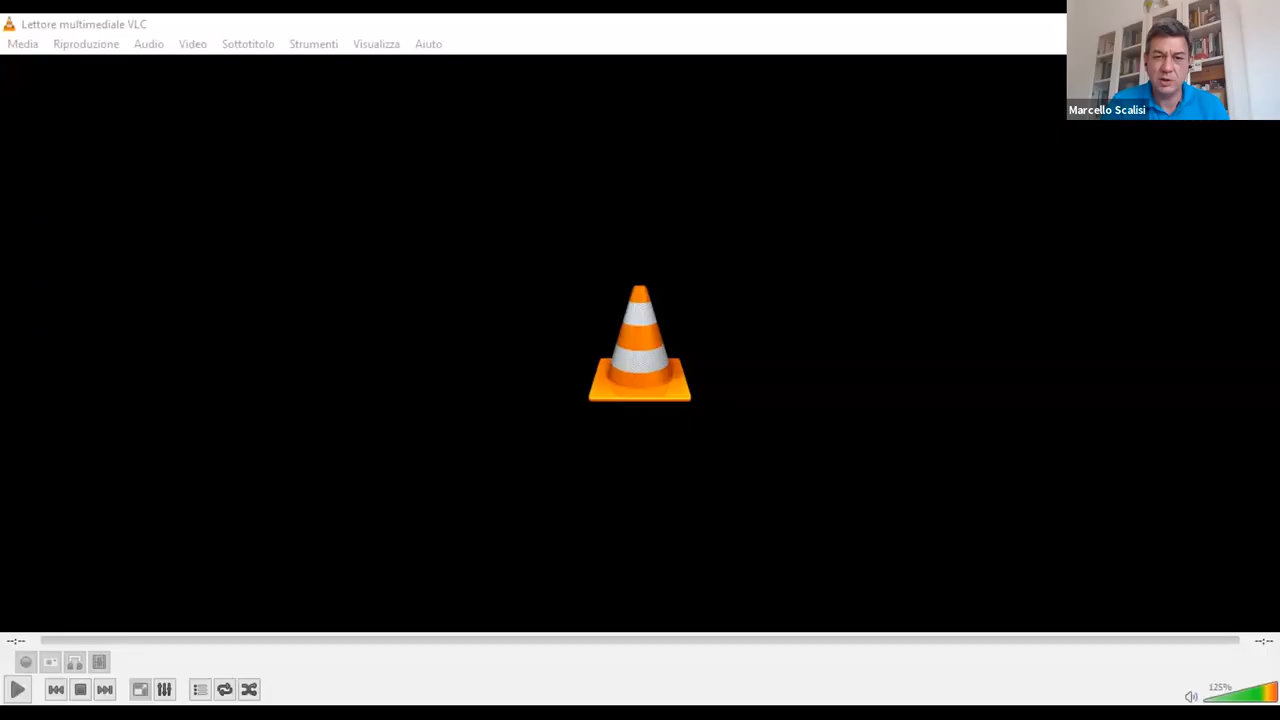 Lettore multimediale VLC
Media Riproduzione Audio Video Sottotitolo Strumenti Visualizza Aiuto
Marcello Scalisi
--:-- --:--
125%